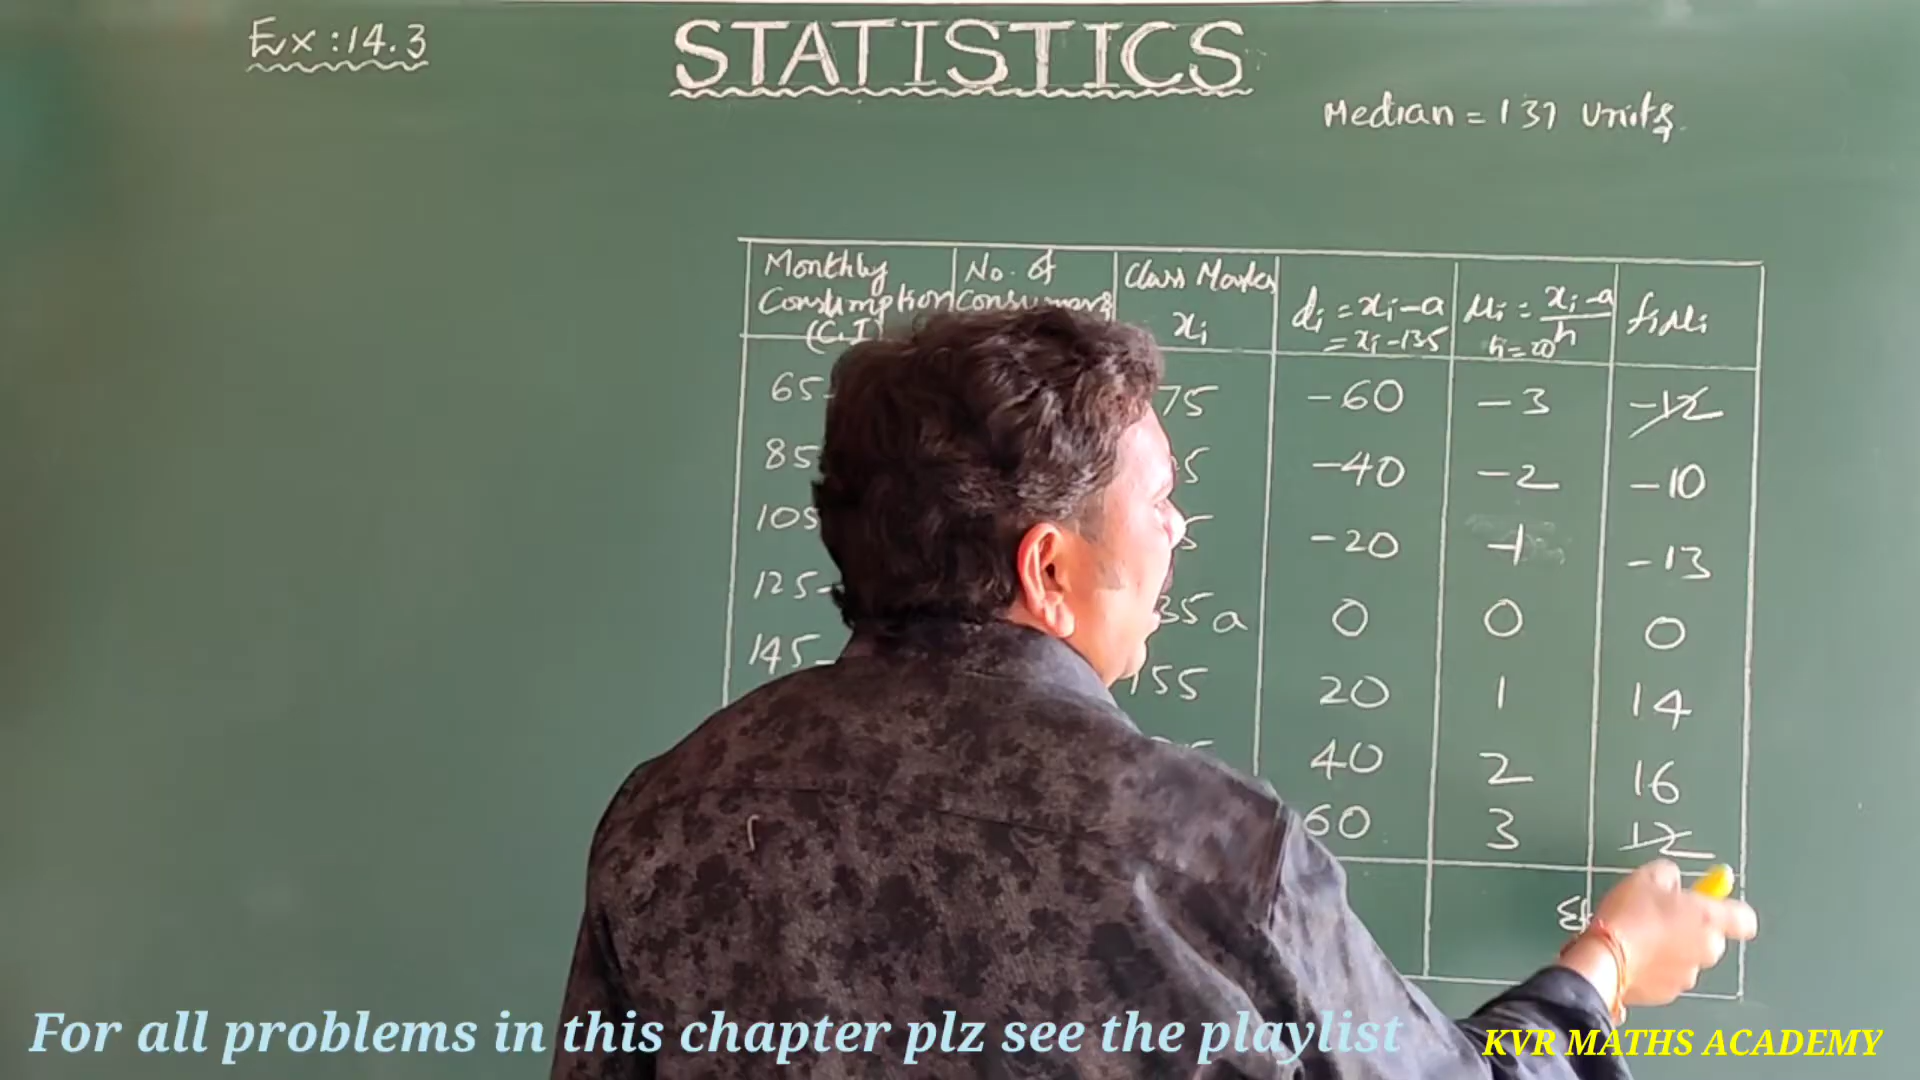 Ex:14.3
STATISTICS
Median = 137 Units.
Monthly Consumption (C.I)
No. of Consumers
Class Marks xi
di = xi-a = xi-135
μi = xi-a/h h=20
fiμi
65- 75 -60 -3 -12
85 -40 -2 -10
105 -20 -1 -13
125- 135 a 0 0 0
145- 155 20 1 14
40 2 16
60 3 12
For all problems in this chapter plz see the playlist
KVR MATHS ACADEMY